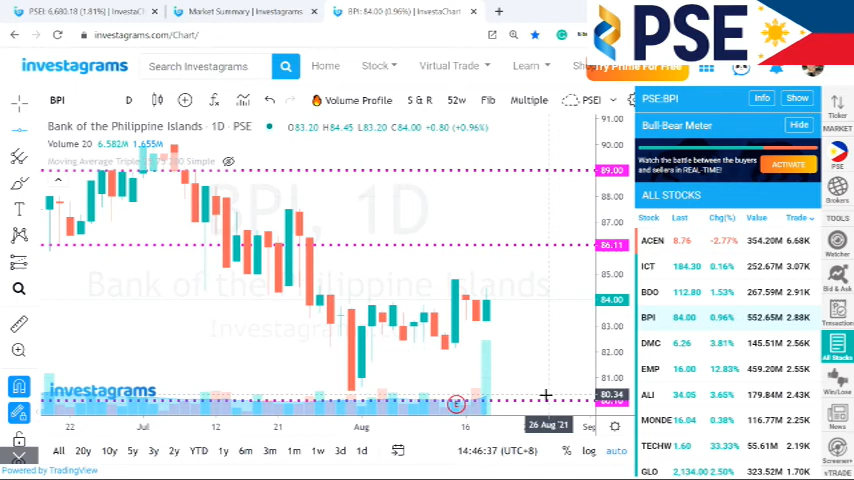 PSEI: 6,680.18 (1.81%) | InvestaCh
Market Summary | Investagrams
BPI: 84.00 (0.96%) | InvestaChart
investagrams.com/Chart/
PSE
investagrams
Search Investagrams
Home
Stock
Virtual Trade
Learn
Try Prime For Free
BPI
D
Volume Profile
S & R
52w
Fib
Multiple
PSEI
Bank of the Philippine Islands · 1D · PSE
O83.20 H84.45 L83.20 C84.00 +0.80 (+0.96%)
Volume 20 6.582M 1.655M
BPI, 1D
Bank of the Philippine Islands
Investagrams
91.00
90.00
89.00
88.00
87.00
86.11
85.00
84.00
83.00
82.00
81.00
80.34
investagrams
E
22
Jul
12
21
Aug
16
26 Aug '21
Sep
All 20y 10y 5y 3y 2y YTD 1y 6m 3m 1m 5d 3d 1d
14:46:37 (UTC+8)
% log auto
Powered by TradingView
PSE:BPI
Info
Show
Bull-Bear Meter
Hide
Watch the battle between the buyers
and sellers in REAL-TIME!
ACTIVATE
ALL STOCKS
Stock Last Chg(%) Value Trade
ACEN 8.76 -2.77% 354.20M 6.68K
ICT 184.30 0.16% 252.67M 3.07K
BDO 112.80 1.53% 267.59M 2.91K
BPI 84.00 0.96% 552.65M 2.88K
DMC 6.26 3.81% 145.51M 2.56K
EMP 16.00 12.83% 459.20M 2.55K
ALI 34.05 3.65% 179.84M 2.43K
MONDE 16.04 0.38% 116.77M 2.25K
TECHW 1.60 33.33% 55.61M 2.19K
GLO 2,134.00 2.50% 323.52M 1.70K
Ticker
MARKET
PSE
Brokers
TOOLS
Watcher
Bid & Ask
Transaction
All Stocks
Win/Lose
News
Screener+
vTRADE